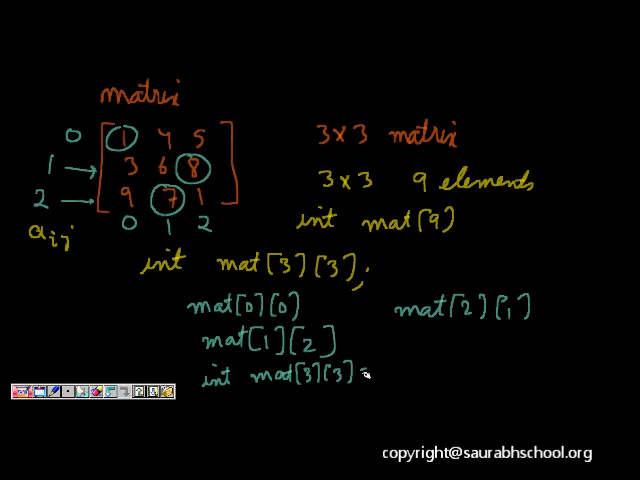 matrix
0 1 4 5
1 → 3 6 8
2 → 9 7 1
0 1 2
aij
3×3 matrix
3×3 9 elements
int mat[9]
int mat[3][3];
mat[0][0] mat[2][1]
mat[1][2]
int mat[3][3]=
copyright@saurabhschool.org